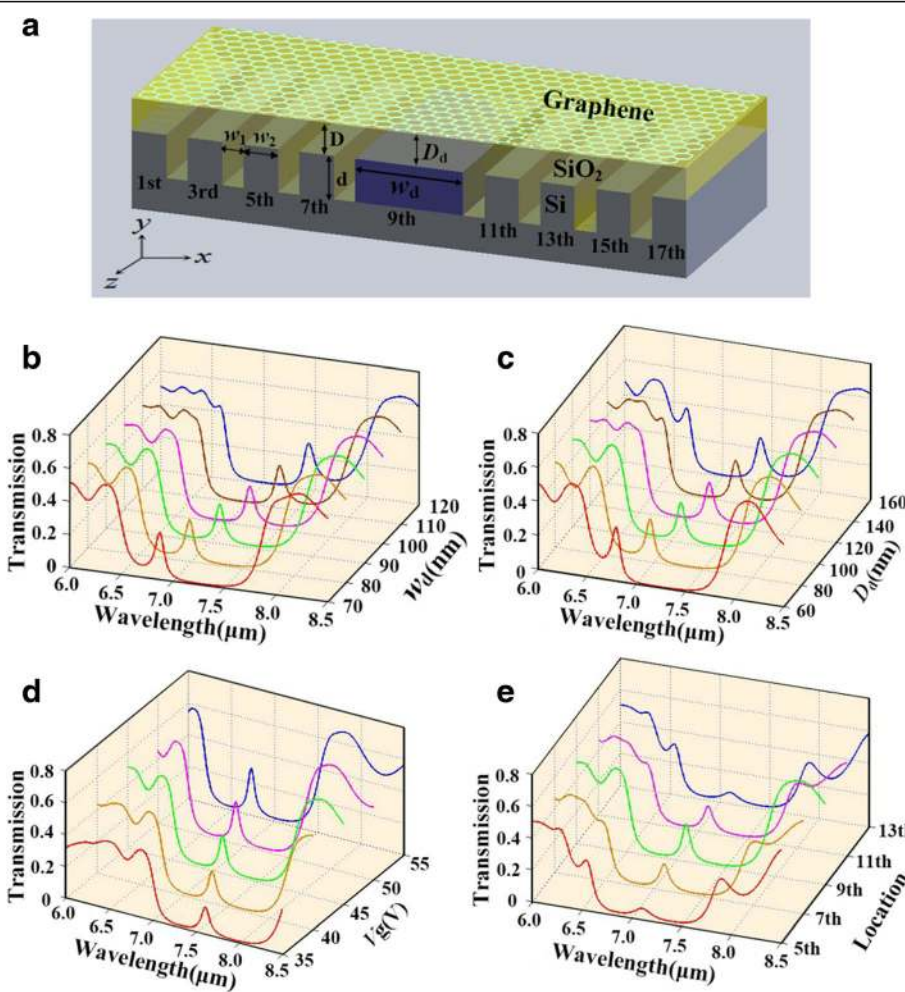 a
Graphene
w1 w2 D Dd
d wd
SiO2
Si
1st 3rd 5th 7th 9th 11th 13th 15th 17th
y
x
z
b
Transmission
0.8
0.6
0.4
0.2
0
6.0 6.5 7.0 7.5 8.0 8.5
Wavelength(μm)
70 80 90 100 110 120
Wd(nm)
c
Transmission
0.8
0.6
0.4
0.2
0
6.0 6.5 7.0 7.5 8.0 8.5
Wavelength(μm)
60 80 100 120 140 160
Dd(nm)
d
Transmission
0.8
0.6
0.4
0.2
0
6.0 6.5 7.0 7.5 8.0 8.5
Wavelength(μm)
35 40 45 50 55
Vg(V)
e
Transmission
0.8
0.6
0.4
0.2
0
6.0 6.5 7.0 7.5 8.0 8.5
Wavelength(μm)
5th 7th 9th 11th 13th
Location